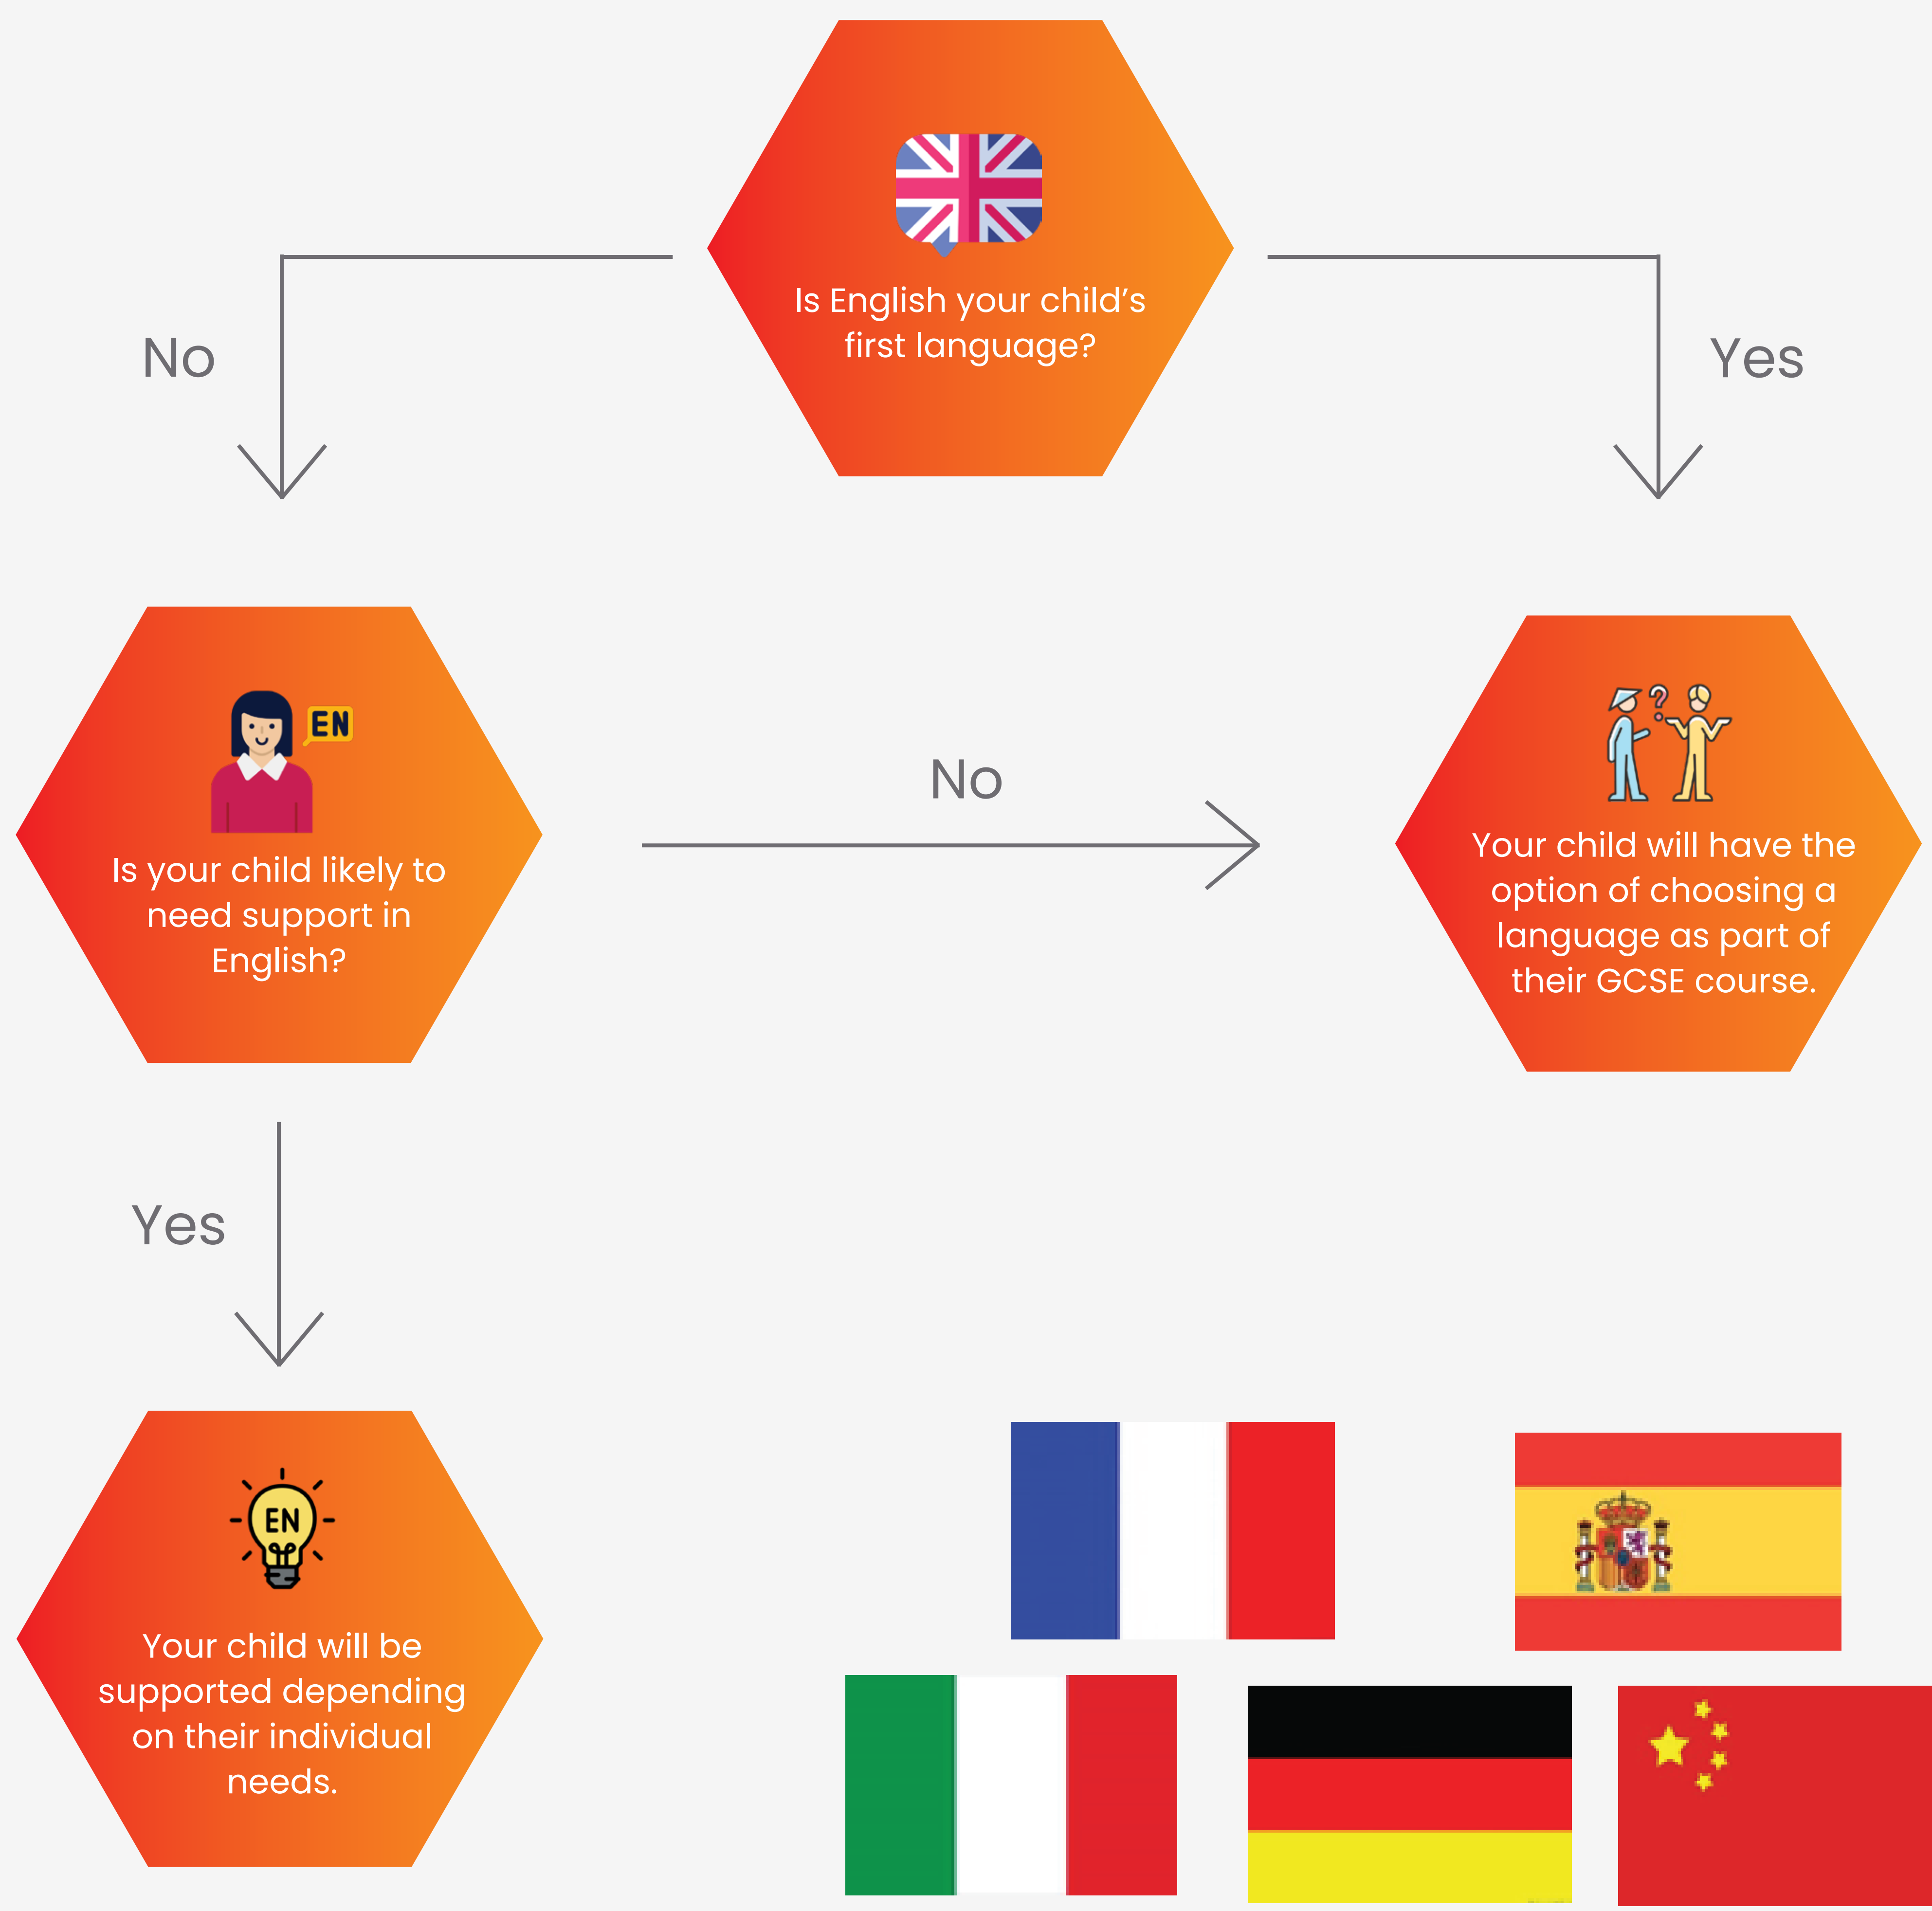 Is English your child’s
first language?
No
Yes
EN
Is your child likely to
need support in
English?
No
Your child will have the
option of choosing a
language as part of
their GCSE course.
Yes
EN
Your child will be
supported depending
on their individual
needs.